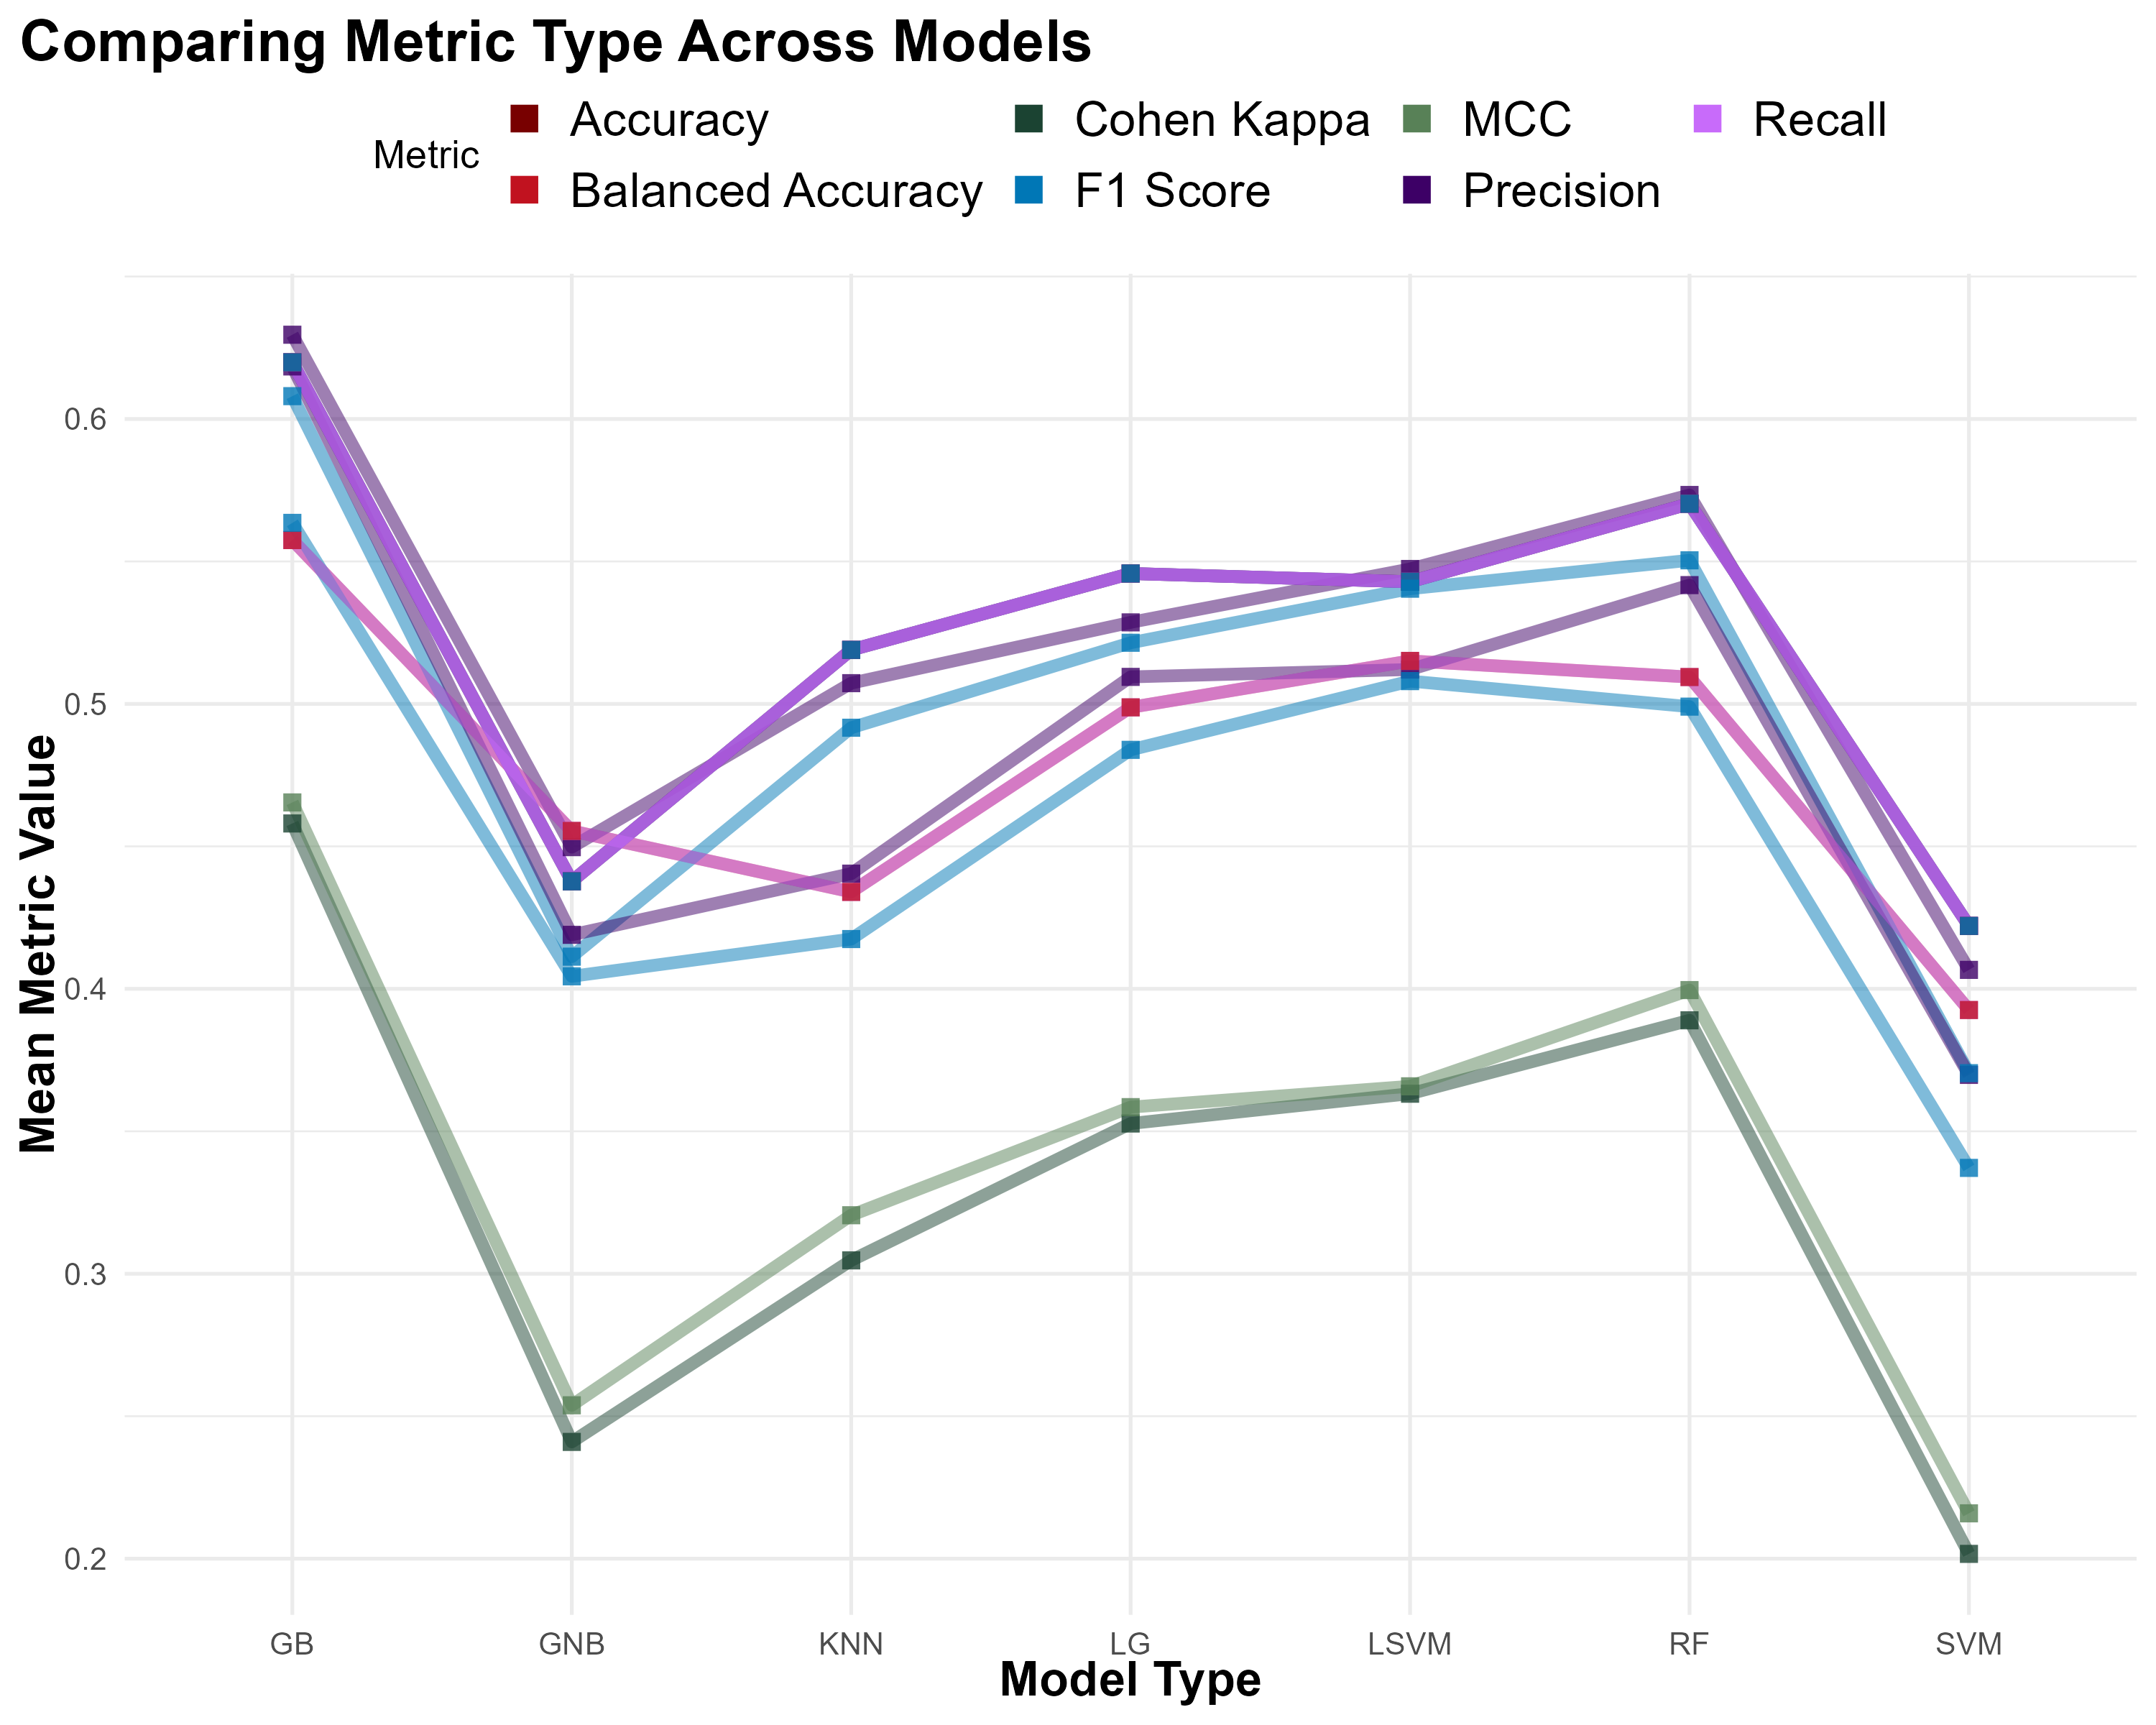 Comparing Metric Type Across Models
Metric
Accuracy
Cohen Kappa
MCC
Recall
Balanced Accuracy
F1 Score
Precision
Mean Metric Value
0.6
0.5
0.4
0.3
0.2
GB
GNB
KNN
LG
LSVM
RF
SVM
Model Type